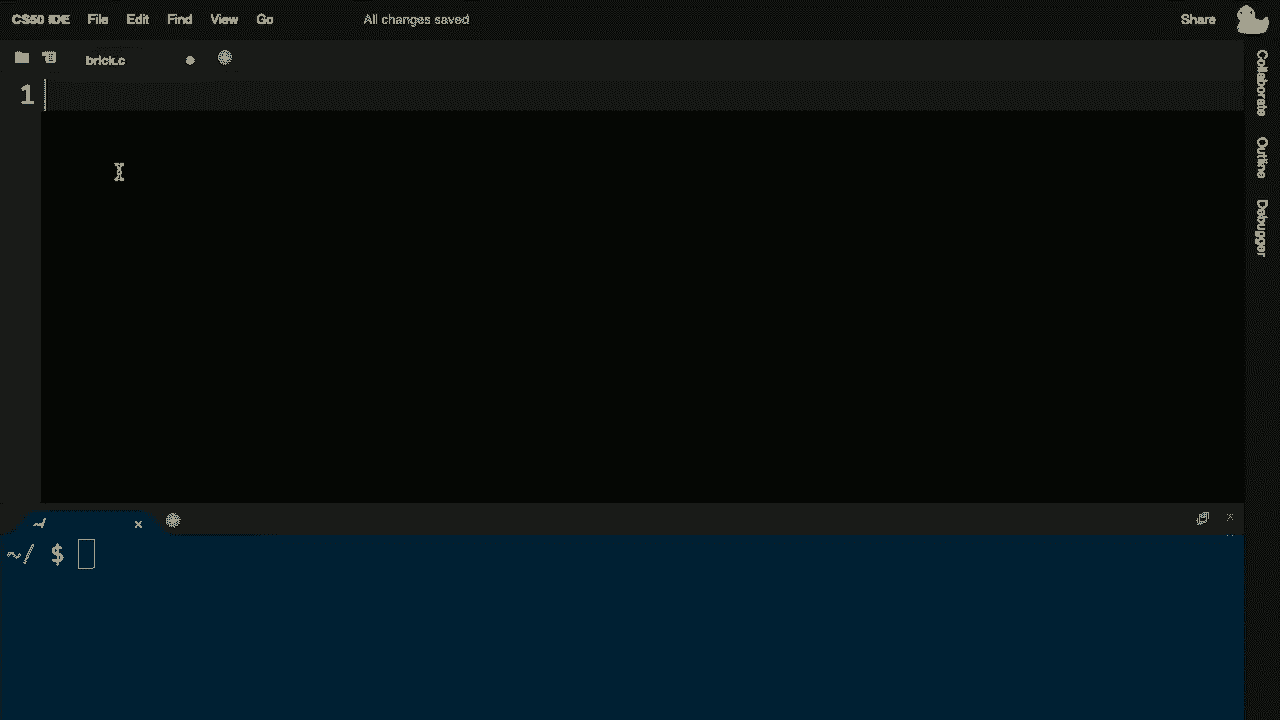 CS50 IDE File Edit Find View Go All changes saved Share
brick.c
1
Collaborate
Outline
Debugger
~/ $